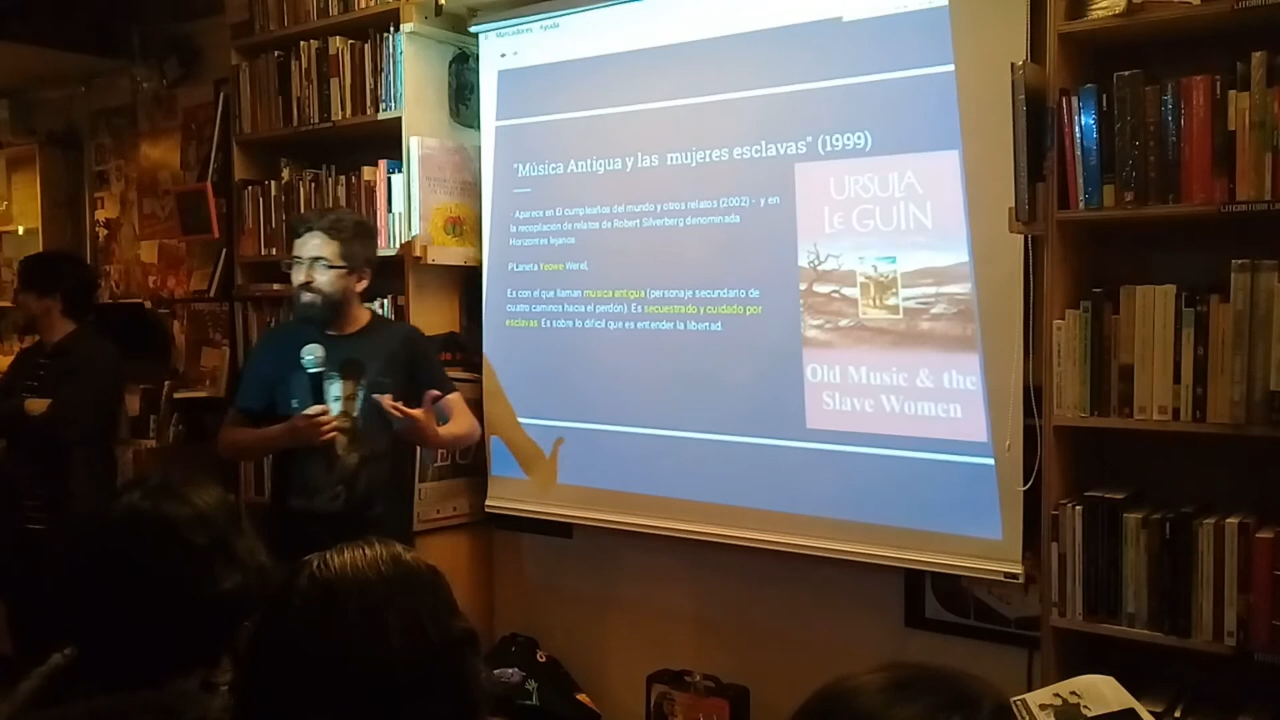 Marcadores Ayuda
"Música Antigua y las mujeres esclavas" (1999)
- Aparece en El cumpleaños del mundo y otros relatos (2002) - y en
la recopilación de relatos de Robert Silverberg denominada
Horizontes lejanos
PLaneta Yeowe-Werel,
Es con el que llaman música antigua (personaje secundario de
cuatro caminos hacia el perdón). Es secuestrado y cuidado por
esclavas. Es sobre lo difícil que es entender la libertad.
URSULA
LE GUIN
Old Music & the
Slave Women